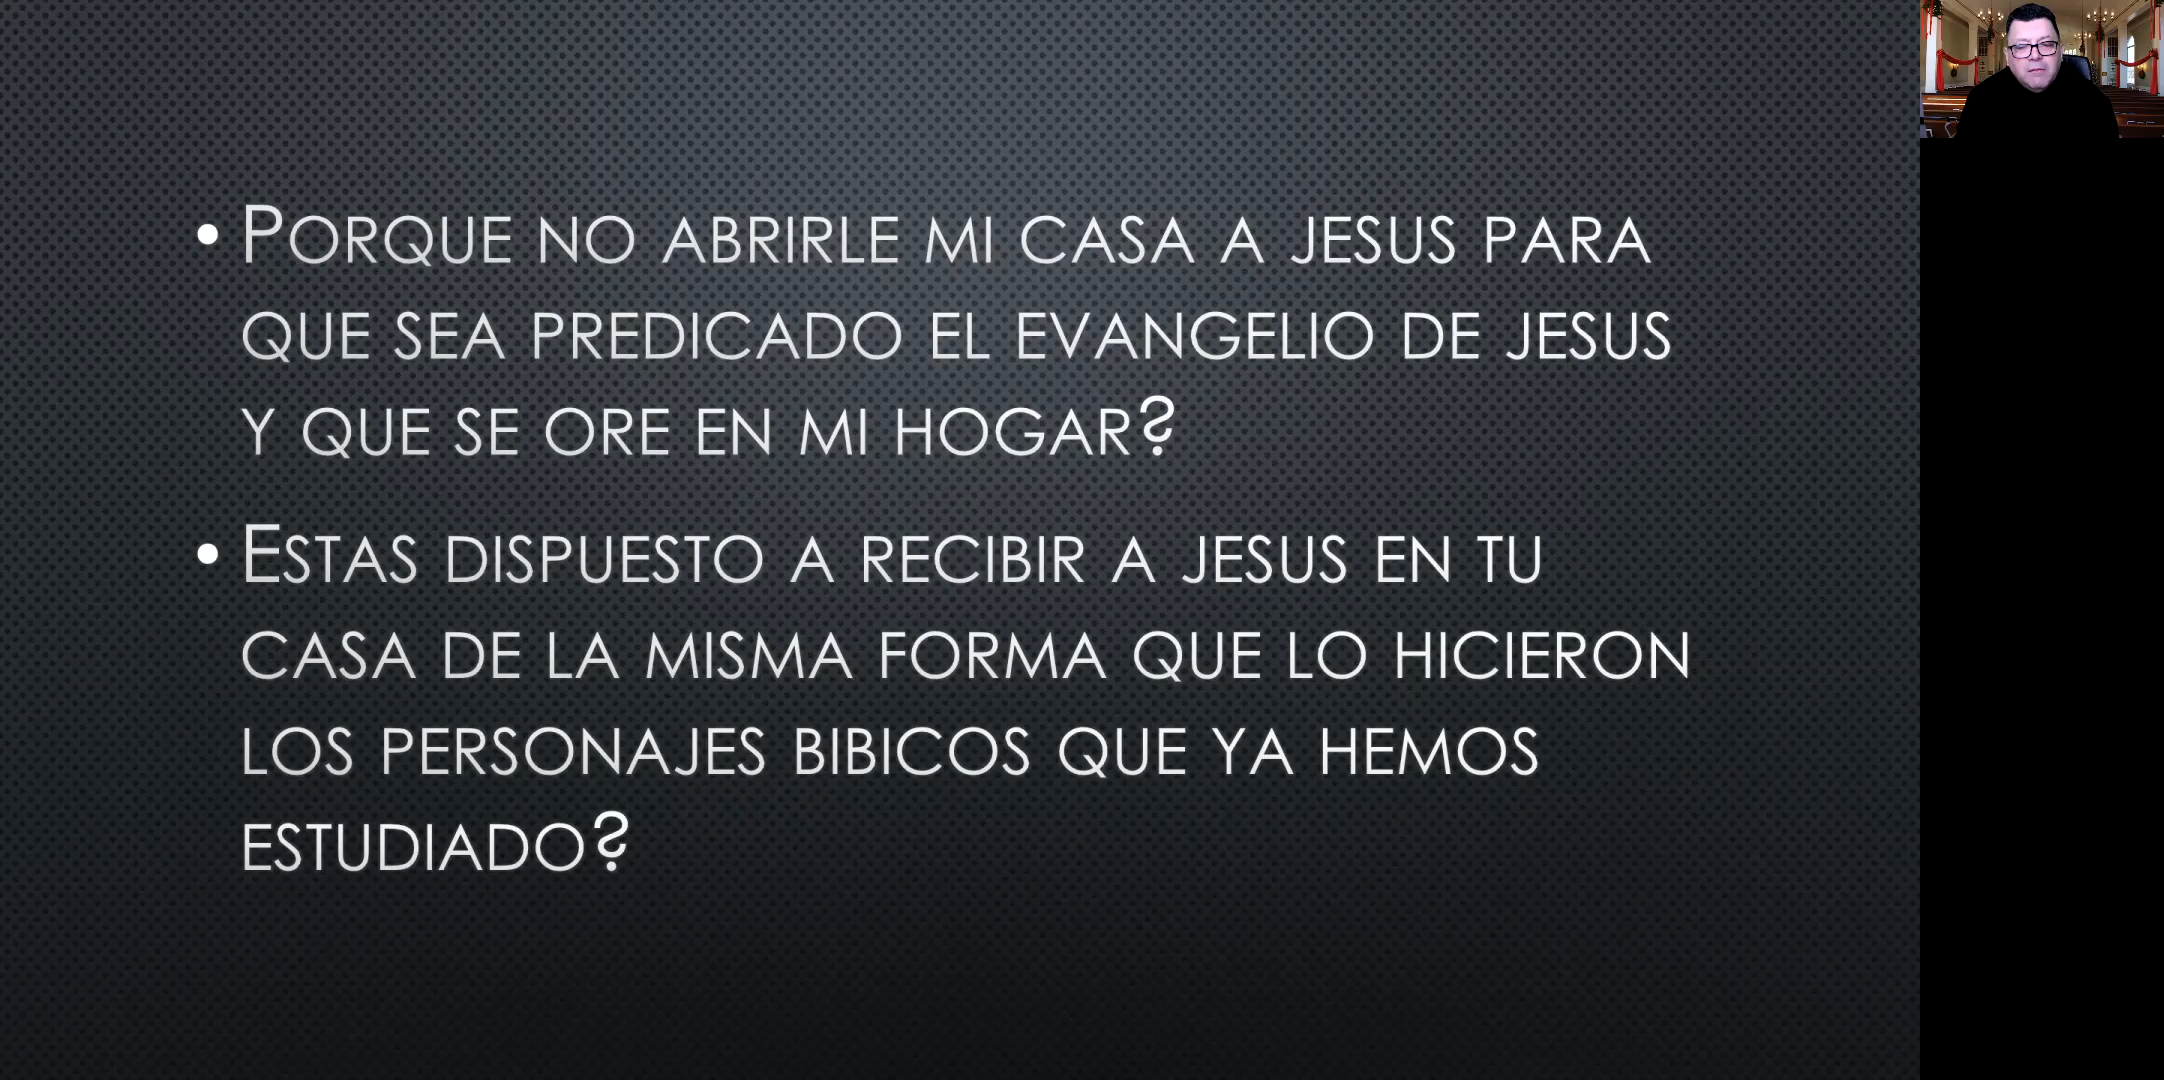 • PORQUE NO ABRIRLE MI CASA A JESUS PARA
QUE SEA PREDICADO EL EVANGELIO DE JESUS
Y QUE SE ORE EN MI HOGAR?
• ESTAS DISPUESTO A RECIBIR A JESUS EN TU
CASA DE LA MISMA FORMA QUE LO HICIERON
LOS PERSONAJES BIBICOS QUE YA HEMOS
ESTUDIADO?